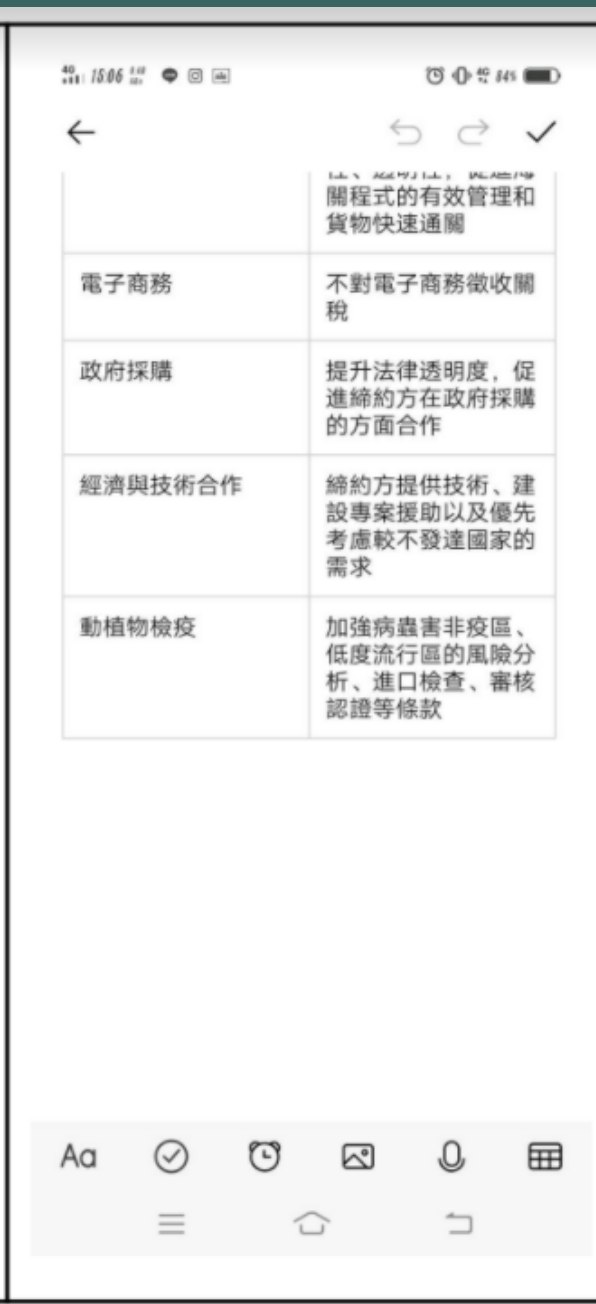 15:06
84%
關程式的有效管理和
貨物快速通關
電子商務
不對電子商務徵收關
稅
政府採購
提升法律透明度，促
進締約方在政府採購
的方面合作
經濟與技術合作
締約方提供技術、建
設專案援助以及優先
考慮較不發達國家的
需求
動植物檢疫
加強病蟲害非疫區、
低度流行區的風險分
析、進口檢查、審核
認證等條款
Aa